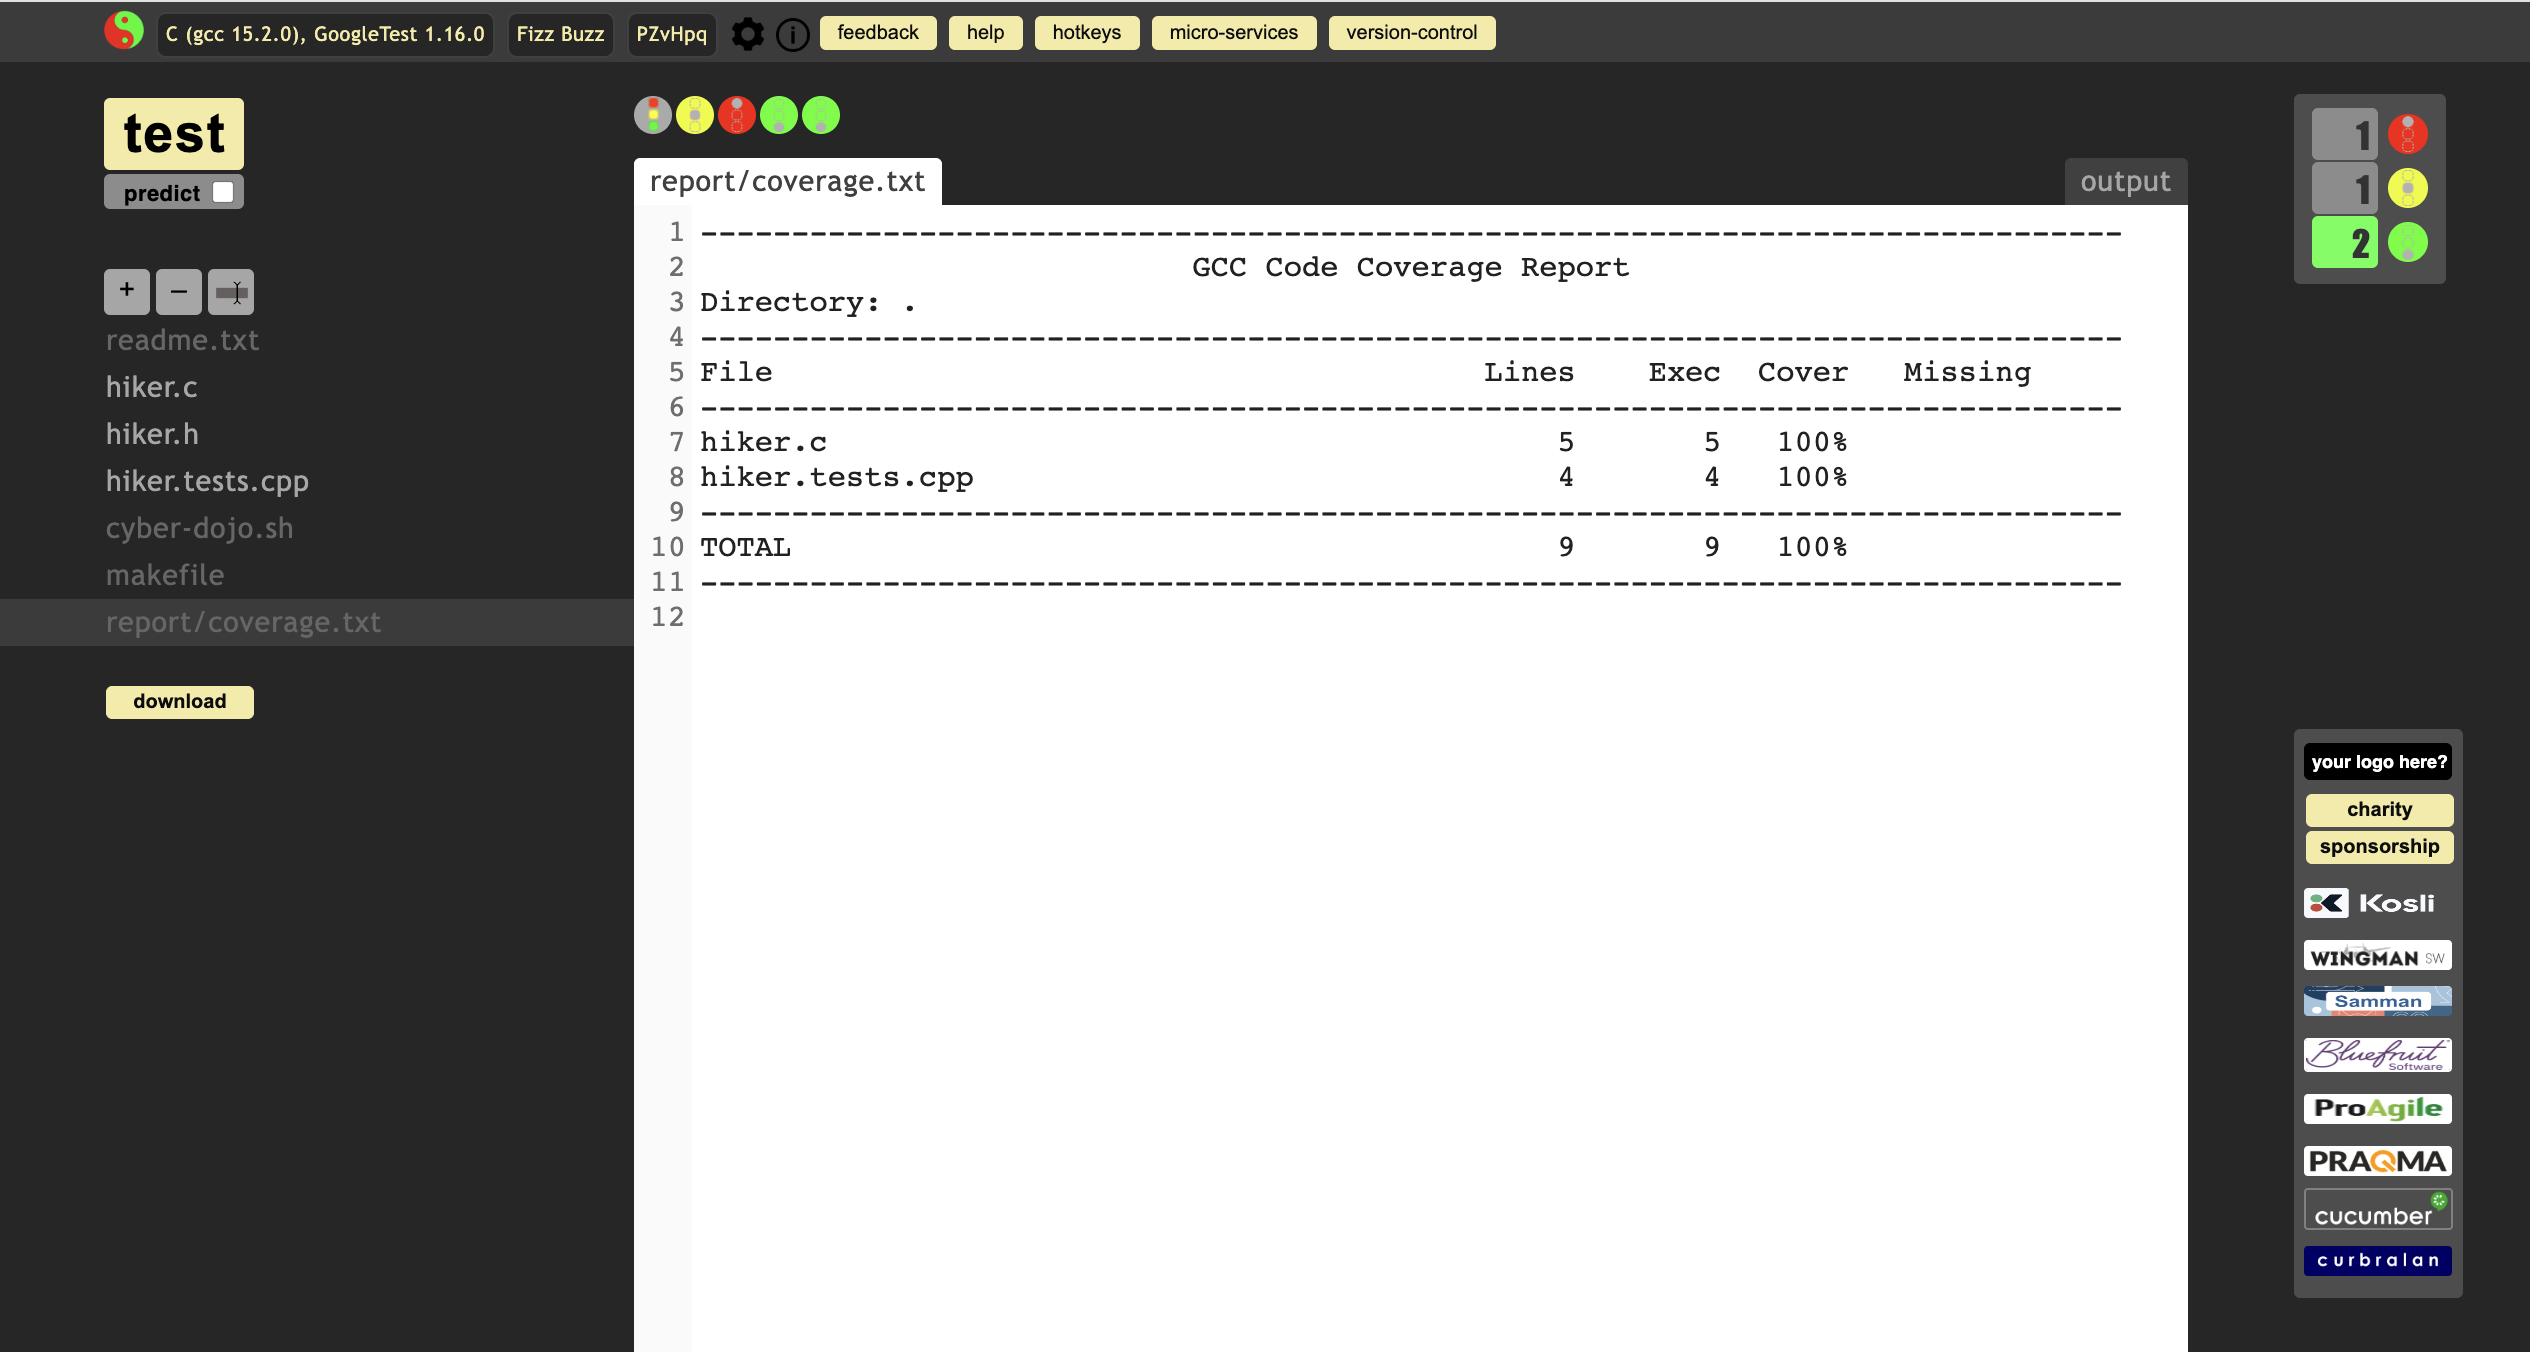 C (gcc 15.2.0), GoogleTest 1.16.0 Fizz Buzz PZvHpq feedback help hotkeys micro-services version-control
test
predict
+ –
readme.txt
hiker.c
hiker.h
hiker.tests.cpp
cyber-dojo.sh
makefile
report/coverage.txt
download
report/coverage.txt output
1 ------------------------------------------------------------------------------
2 GCC Code Coverage Report
3 Directory: .
4 ------------------------------------------------------------------------------
5 File Lines Exec Cover Missing
6 ------------------------------------------------------------------------------
7 hiker.c 5 5 100%
8 hiker.tests.cpp 4 4 100%
9 ------------------------------------------------------------------------------
10 TOTAL 9 9 100%
11 ------------------------------------------------------------------------------
12
1
1
2
your logo here?
charity
sponsorship
Kosli
WINGMAN SW
Samman
Bluefruit
Software
ProAgile
PRAQMA
cucumber
curbralan